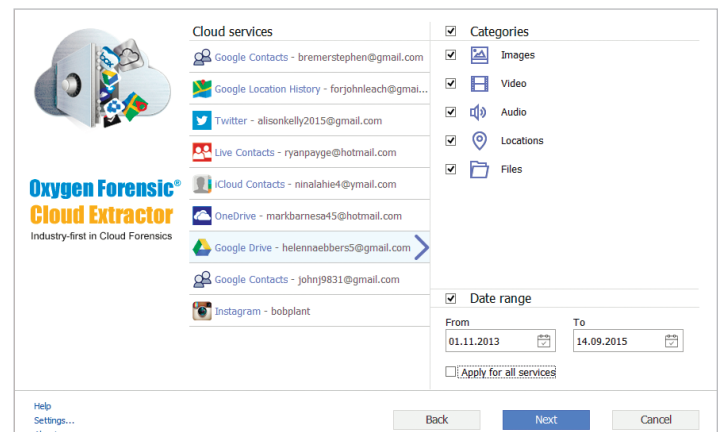 Oxygen Forensic®
Cloud Extractor
Industry-first in Cloud Forensics
Cloud services
Google Contacts - bremerstephen@gmail.com
Google Location History - forjohnleach@gmai...
Twitter - alisonkelly2015@gmail.com
Live Contacts - ryanpayge@hotmail.com
iCloud Contacts - ninalahie4@ymail.com
OneDrive - markbarnesa45@hotmail.com
Google Drive - helennaebbers5@gmail.com
Google Contacts - johnj9831@gmail.com
Instagram - bobplant
Categories
Images
Video
Audio
Locations
Files
Date range
From To
01.11.2013 14.09.2015
Apply for all services
Help
Settings...
Back Next Cancel